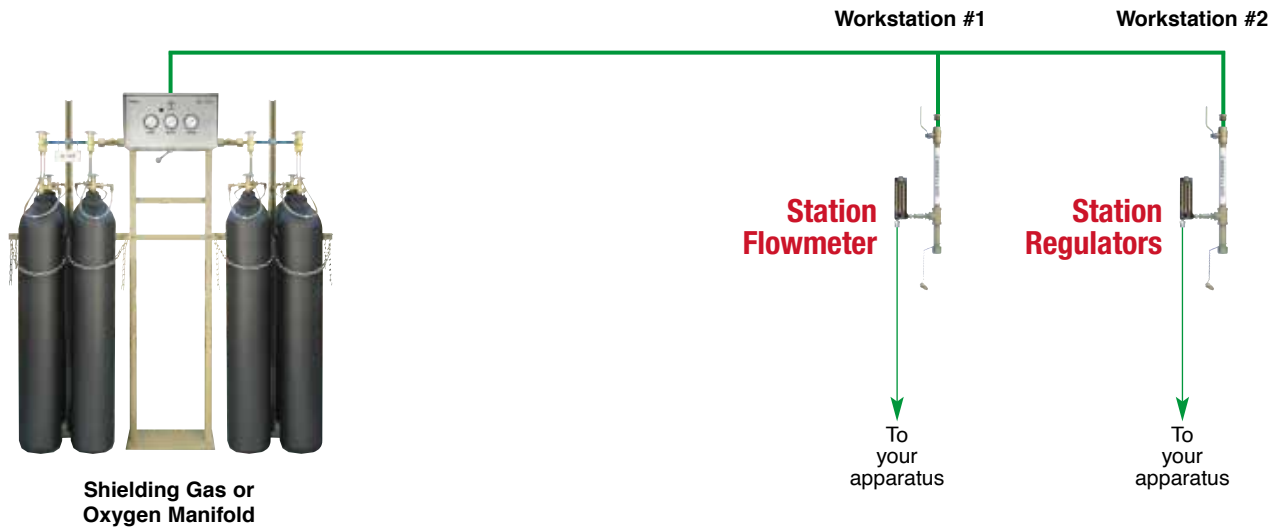 Workstation #1
Workstation #2
Station
Flowmeter
Station
Regulators
To
your
apparatus
To
your
apparatus
Shielding Gas or
Oxygen Manifold